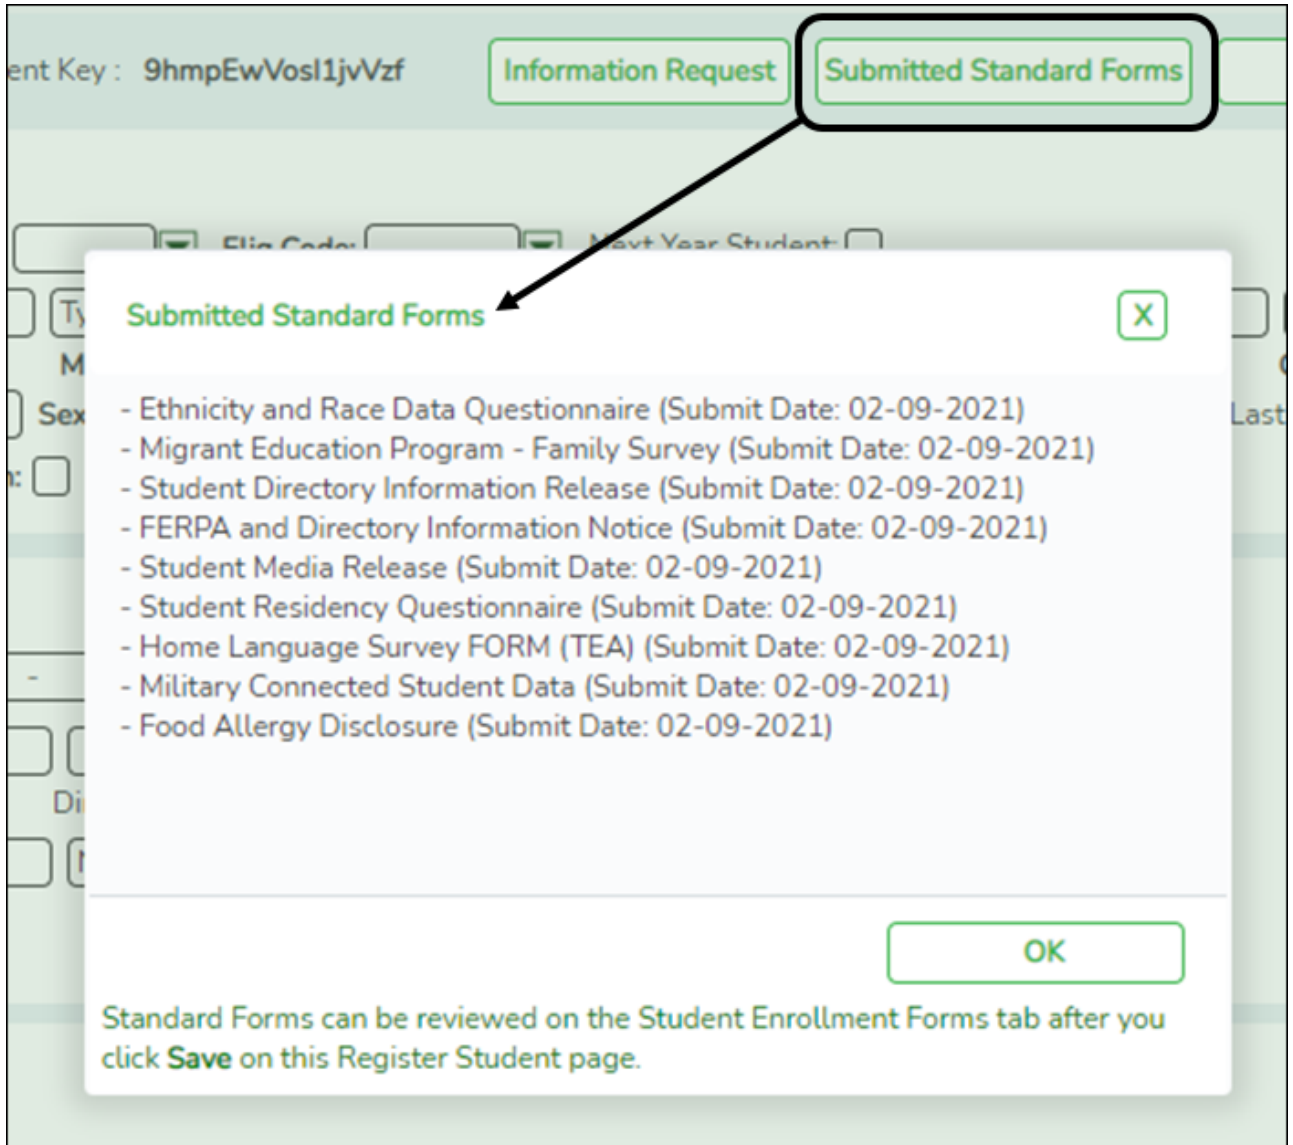 ent Key : 9hmpEwVosI1jvVzf Information Request Submitted Standard Forms
Elig Code: Next Year Student:
Submitted Standard Forms X
M
Sex Last
- Ethnicity and Race Data Questionnaire (Submit Date: 02-09-2021)
- Migrant Education Program - Family Survey (Submit Date: 02-09-2021)
- Student Directory Information Release (Submit Date: 02-09-2021)
- FERPA and Directory Information Notice (Submit Date: 02-09-2021)
- Student Media Release (Submit Date: 02-09-2021)
- Student Residency Questionnaire (Submit Date: 02-09-2021)
- Home Language Survey FORM (TEA) (Submit Date: 02-09-2021)
- Military Connected Student Data (Submit Date: 02-09-2021)
- Food Allergy Disclosure (Submit Date: 02-09-2021)
Di
OK
Standard Forms can be reviewed on the Student Enrollment Forms tab after you
click Save on this Register Student page.